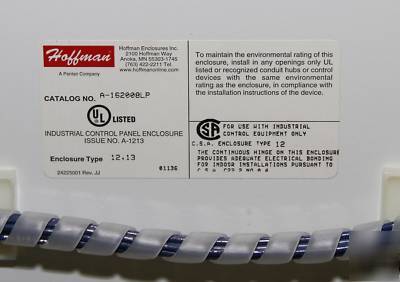 Hoffman
A Pentair Company
Hoffman Enclosures Inc.
2100 Hoffman Way
Anoka, MN 55303-1745
(763) 422-2211 Tel.
www.hoffmanonline.com
CATALOG NO. A-162008LP
UL LISTED
INDUSTRIAL CONTROL PANEL ENCLOSURE
ISSUE NO. A-1213
Enclosure Type 12,13
24225001 Rev. JJ
01136
To maintain the environmental rating of this
enclosure, install in any openings only UL
listed or recognized conduit hubs or control
devices with the same environmental
rating as the enclosure, in compliance with
the installation instructions of the device.
SA
FOR USE WITH INDUSTRIAL
CONTROL EQUIPMENT ONLY
C.S.A. ENCLOSURE TYPE 12
THE CONTINUOUS HINGE ON THIS ENCLOSURE
PROVIDES ADEQUATE ELECTRICAL BONDING
FOR INDOOR INSTALLATIONS PURSUANT TO